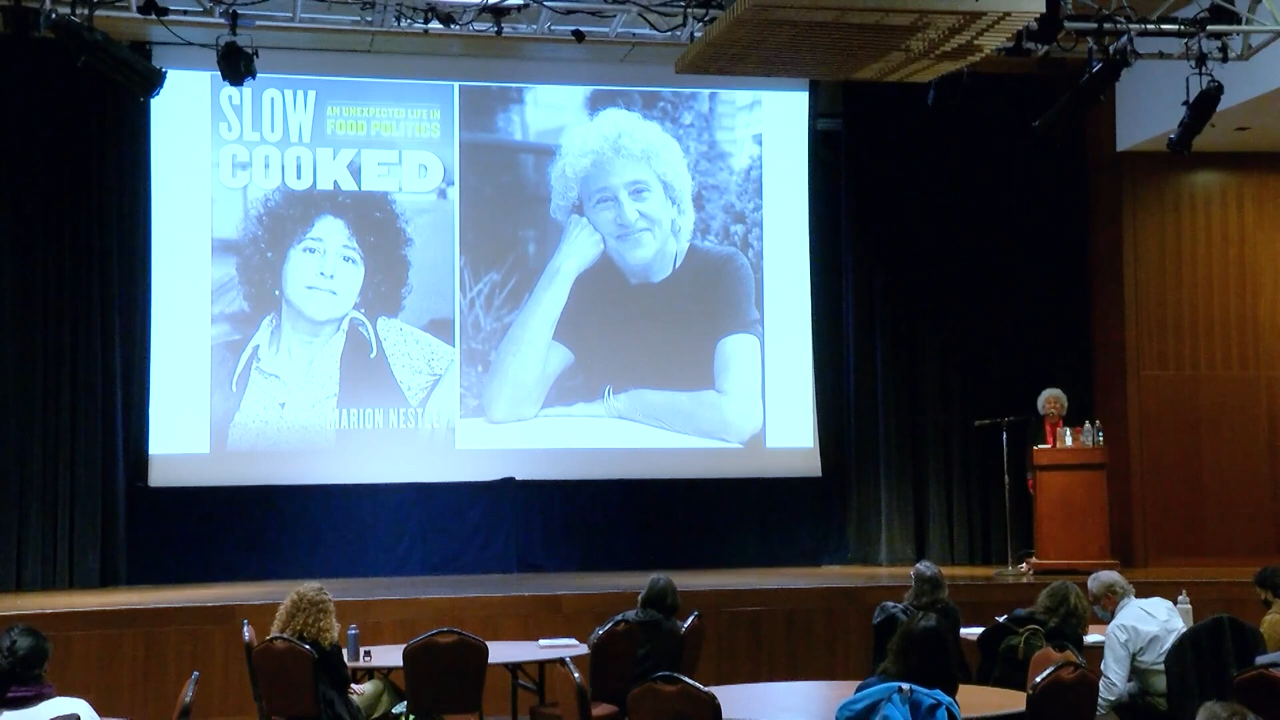 SLOW
AN UNEXPECTED LIFE IN
FOOD POLITICS
COOKED
MARION NESTLE